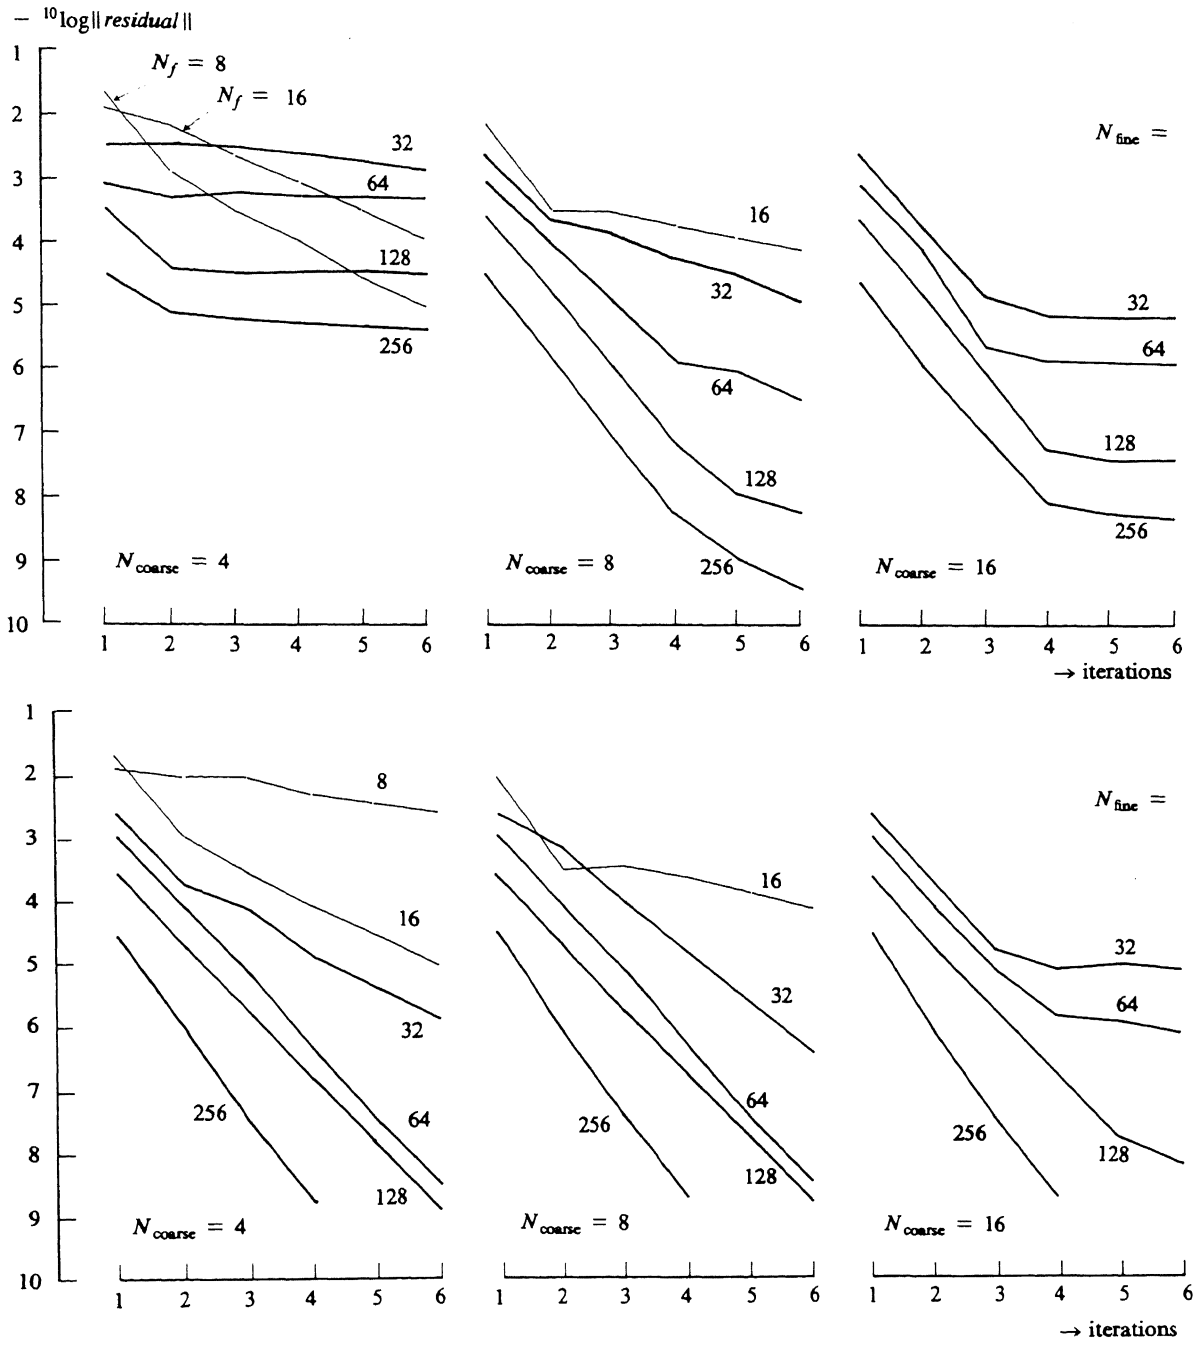 − ¹⁰log|| residual ||
1
2
3
4
5
6
7
8
9
10
N_f = 8
N_f = 16
32
64
128
256
N_coarse = 4
1 2 3 4 5 6
16
32
64
128
256
N_coarse = 8
1 2 3 4 5 6
N_fine =
32
64
128
256
N_coarse = 16
1 2 3 4 5 6
→ iterations
1
2
3
4
5
6
7
8
9
10
8
16
32
64
128
256
N_coarse = 4
1 2 3 4 5 6
16
32
64
128
256
N_coarse = 8
1 2 3 4 5 6
N_fine =
32
64
128
256
N_coarse = 16
1 2 3 4 5 6
→ iterations